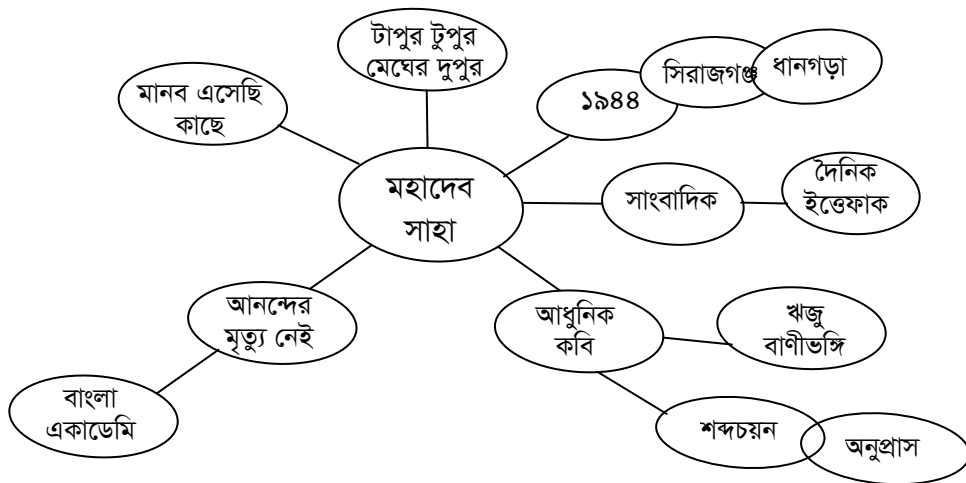 টাপুর টুপুর
মেঘের দুপুর
মানব এসেছি
কাছে
১৯৪৪
সিরাজগঞ্জ
ধানগড়া
মহাদেব
সাহা
সাংবাদিক
দৈনিক
ইত্তেফাক
আনন্দের
মৃত্যু নেই
আধুনিক
কবি
ঋজু
বাণীভঙ্গি
বাংলা
একাডেমি
শব্দচয়ন
অনুপ্রাস